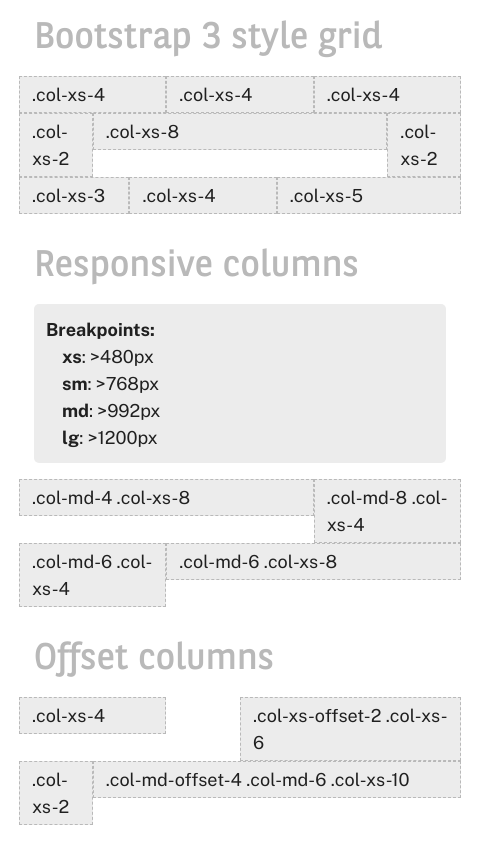 Bootstrap 3 style grid
.col-xs-4 .col-xs-4 .col-xs-4
.col- .col-xs-8 .col-
xs-2 xs-2
.col-xs-3 .col-xs-4 .col-xs-5
Responsive columns
Breakpoints:
xs: >480px
sm: >768px
md: >992px
lg: >1200px
.col-md-4 .col-xs-8 .col-md-8 .col-
xs-4
.col-md-6 .col- .col-md-6 .col-xs-8
xs-4
Offset columns
.col-xs-4 .col-xs-offset-2 .col-xs-
6
.col- .col-md-offset-4 .col-md-6 .col-xs-10
xs-2